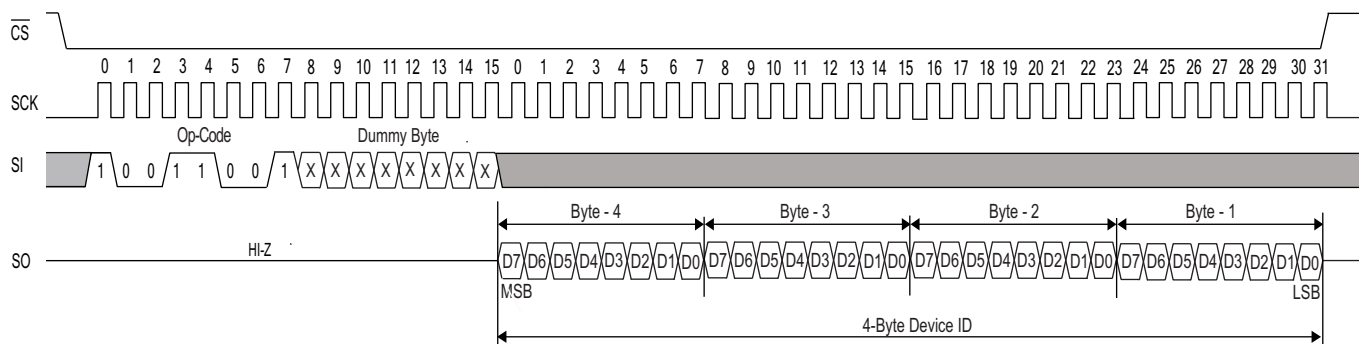 CS
0 1 2 3 4 5 6 7 8 9 10 11 12 13 14 15 0 1 2 3 4 5 6 7 8 9 10 11 12 13 14 15 16 17 18 19 20 21 22 23 24 25 26 27 28 29 30 31
SCK
Op-Code Dummy Byte
SI 1 0 0 1 1 0 0 1 X X X X X X X X
Byte - 4 Byte - 3 Byte - 2 Byte - 1
HI-Z
SO D7 D6 D5 D4 D3 D2 D1 D0 D7 D6 D5 D4 D3 D2 D1 D0 D7 D6 D5 D4 D3 D2 D1 D0 D7 D6 D5 D4 D3 D2 D1 D0
MSB LSB
4-Byte Device ID